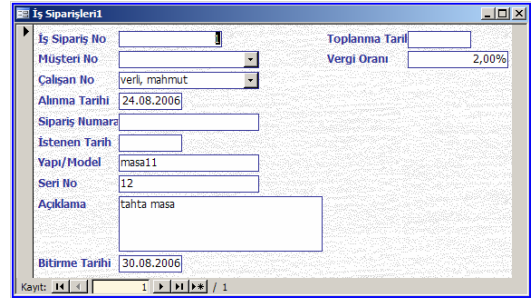 İş Siparişleri1
İş Sipariş No
Toplanma Taril
Müşteri No
Vergi Oranı 2,00%
Çalışan No verli, mahmut
Alınma Tarihi 24.08.2006
Sipariş Numara
İstenen Tarih
Yapı/Model masa11
Seri No 12
Açıklama tahta masa
Bitirme Tarihi 30.08.2006
Kayıt: 1 / 1